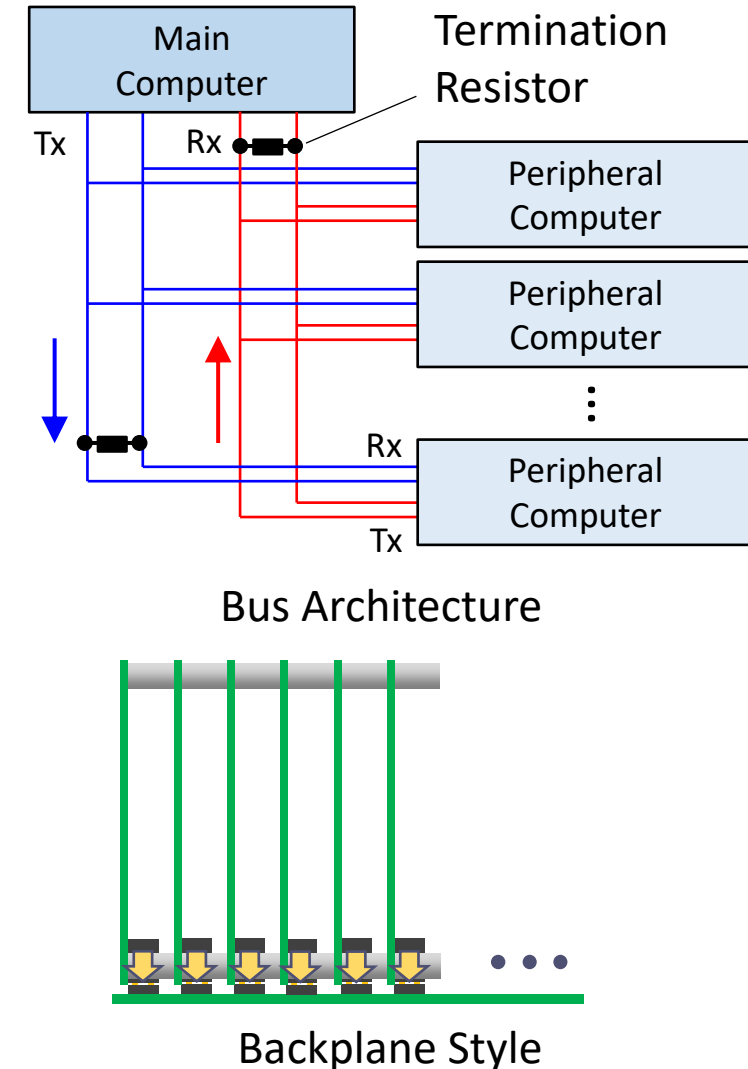 Main
Computer
Termination
Resistor
Tx
Rx
Peripheral
Computer
Peripheral
Computer
Rx
Peripheral
Computer
Tx
Bus Architecture
Backplane Style